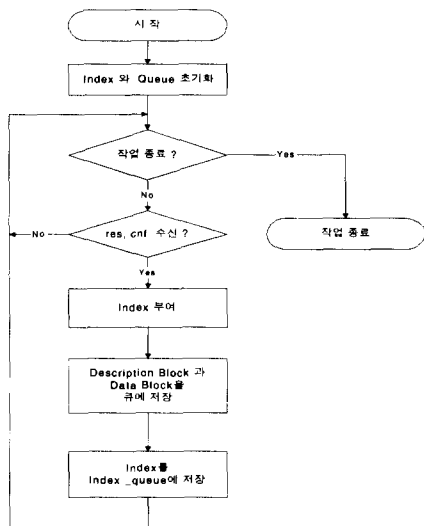 시 작
Index 와 Queue 초기화
작업 종료 ?
Yes
No
작업 종료
res, cnf 수신 ?
No
Yes
Index 부여
Description Block 과
Data Block을
큐에 저장
Index를
Index _queue에 저장